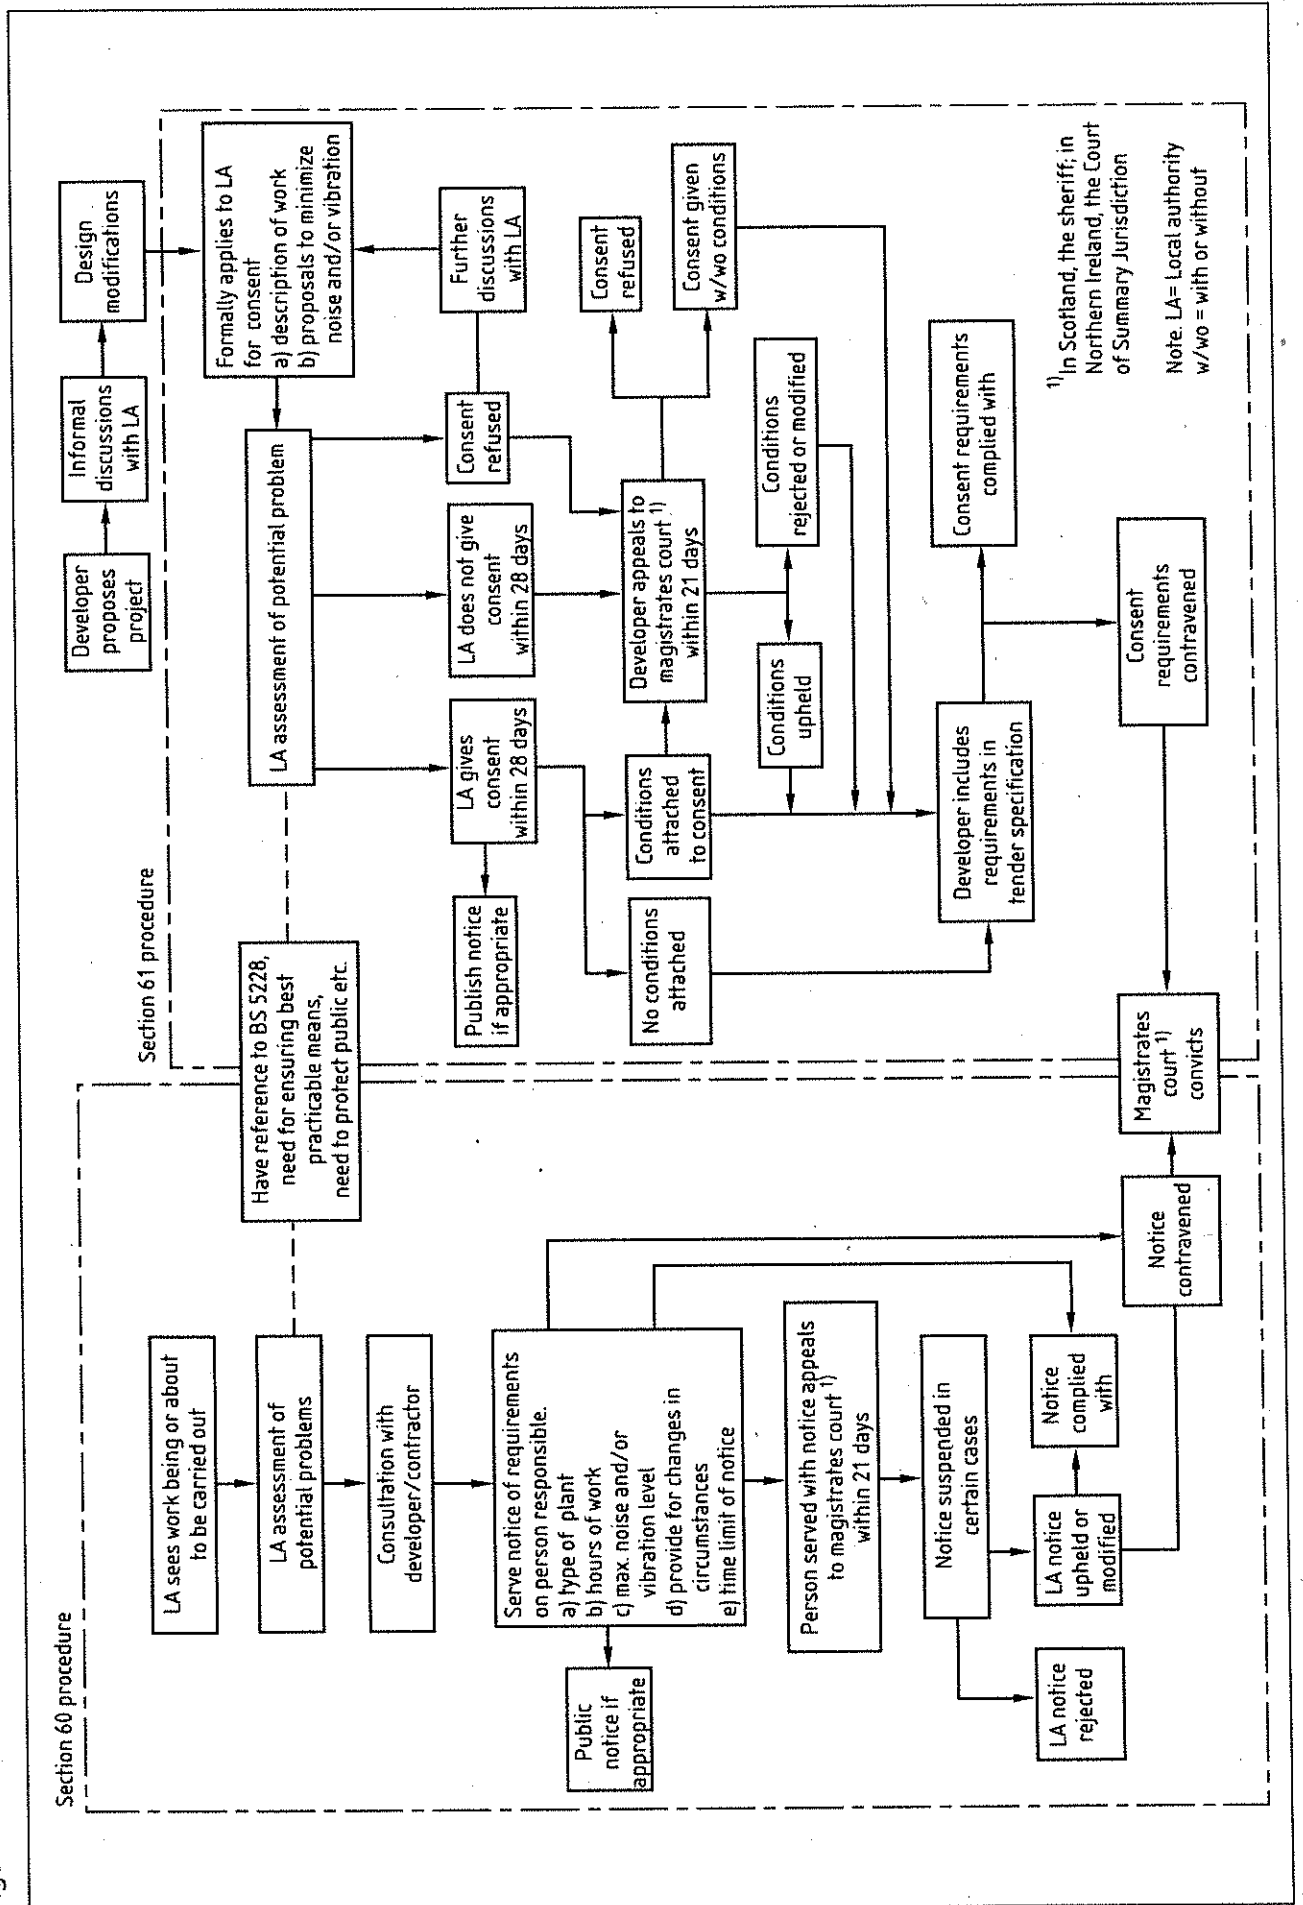 Section 60 procedure
LA sees work being or about
to be carried out
LA assessment of
potential problems
Consultation with
developer/contractor
Serve notice of requirements
on person responsible.
a) type of plant
b) hours of work
c) max. noise and/or
vibration level
d) provide for changes in
circumstances
e) time limit of notice
Public
notice if
appropriate
Person served with notice appeals
to magistrates court 1)
within 21 days
Notice suspended in
certain cases
LA notice
rejected
LA notice
upheld or
modified
Notice
complied
with
Notice
contravened
Magistrates
court 1)
convicts
Have reference to BS 5228,
need for ensuring best
practicable means,
need to protect public etc.
Section 61 procedure
Developer
proposes
project
Informal
discussions
with LA
Design
modifications
Formally applies to LA
for consent
a) description of work
b) proposals to minimize
noise and/or vibration
LA assessment of potential problem
Publish notice
if appropriate
LA gives
consent
within 28 days
LA does not give
consent
within 28 days
Consent
refused
Further
discussions
with LA
No conditions
attached
Conditions
attached
to consent
Developer appeals to
magistrates court 1)
within 21 days
Consent
refused
Consent given
w/wo conditions
Conditions
upheld
Conditions
rejected or modified
Developer includes
requirements in
tender specification
Consent requirements
complied with
Consent
requirements
contravened
1) In Scotland, the sheriff; in
Northern Ireland, the Court
of Summary Jurisdiction
Note. LA= Local authority
w/wo = with or without